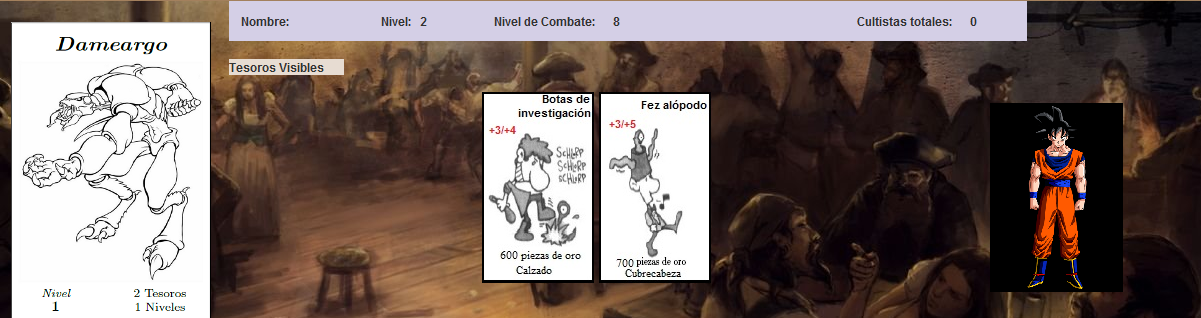 Nombre: Nivel: 2 Nivel de Combate: 8 Cultistas totales: 0
Dameargo
Nivel 2 Tesoros
1 1 Niveles
Tesoros Visibles
Botas de
investigación
+3/+4
SCHLORP
SCHLORP
SCHLORP
600 piezas de oro
Calzado
Fez alópodo
+3/+5
700 piezas de oro
Cubrecabeza